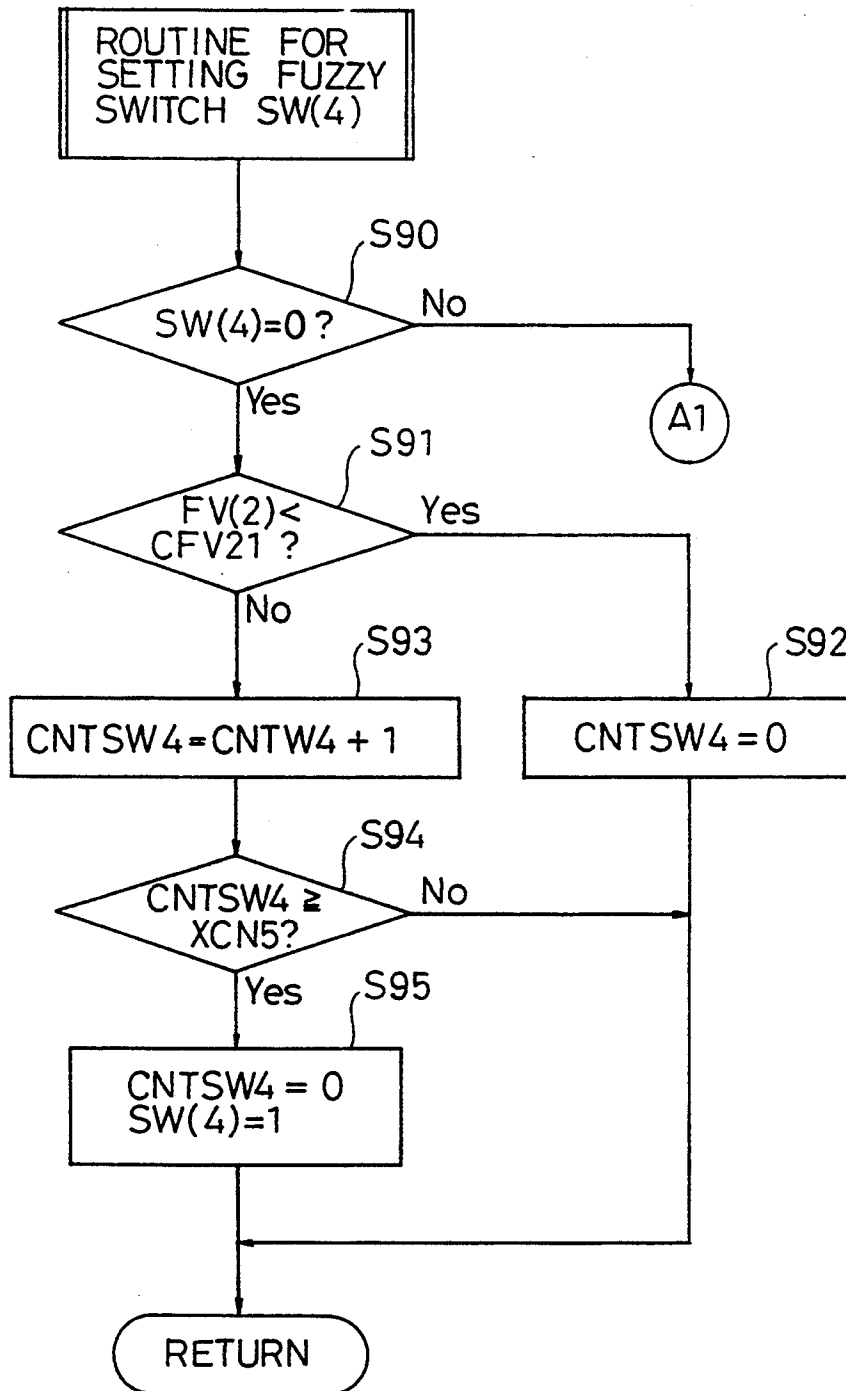 ROUTINE FOR
SETTING FUZZY
SWITCH SW(4)
S90
SW(4)=0?
No
Yes
A1
S91
FV(2)<
CFV21 ?
Yes
No
S93
CNTSW4=CNTW4 + 1
S92
CNTSW4=0
S94
CNTSW4 ≧
XCN5?
No
Yes
S95
CNTSW4 = 0
SW(4)=1
RETURN